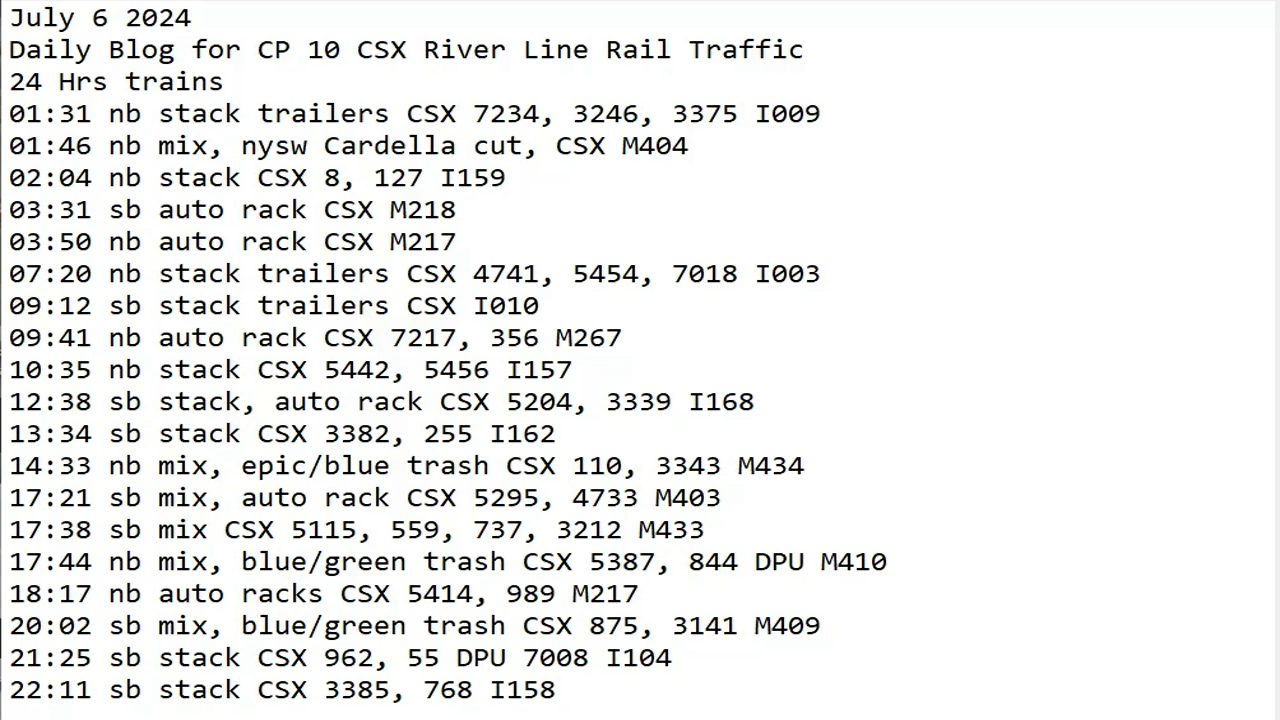 July 6 2024
Daily Blog for CP 10 CSX River Line Rail Traffic
24 Hrs trains
01:31 nb stack trailers CSX 7234, 3246, 3375 I009
01:46 nb mix, nysw Cardella cut, CSX M404
02:04 nb stack CSX 8, 127 I159
03:31 sb auto rack CSX M218
03:50 nb auto rack CSX M217
07:20 nb stack trailers CSX 4741, 5454, 7018 I003
09:12 sb stack trailers CSX I010
09:41 nb auto rack CSX 7217, 356 M267
10:35 nb stack CSX 5442, 5456 I157
12:38 sb stack, auto rack CSX 5204, 3339 I168
13:34 sb stack CSX 3382, 255 I162
14:33 nb mix, epic/blue trash CSX 110, 3343 M434
17:21 sb mix, auto rack CSX 5295, 4733 M403
17:38 sb mix CSX 5115, 559, 737, 3212 M433
17:44 nb mix, blue/green trash CSX 5387, 844 DPU M410
18:17 nb auto racks CSX 5414, 989 M217
20:02 sb mix, blue/green trash CSX 875, 3141 M409
21:25 sb stack CSX 962, 55 DPU 7008 I104
22:11 sb stack CSX 3385, 768 I158